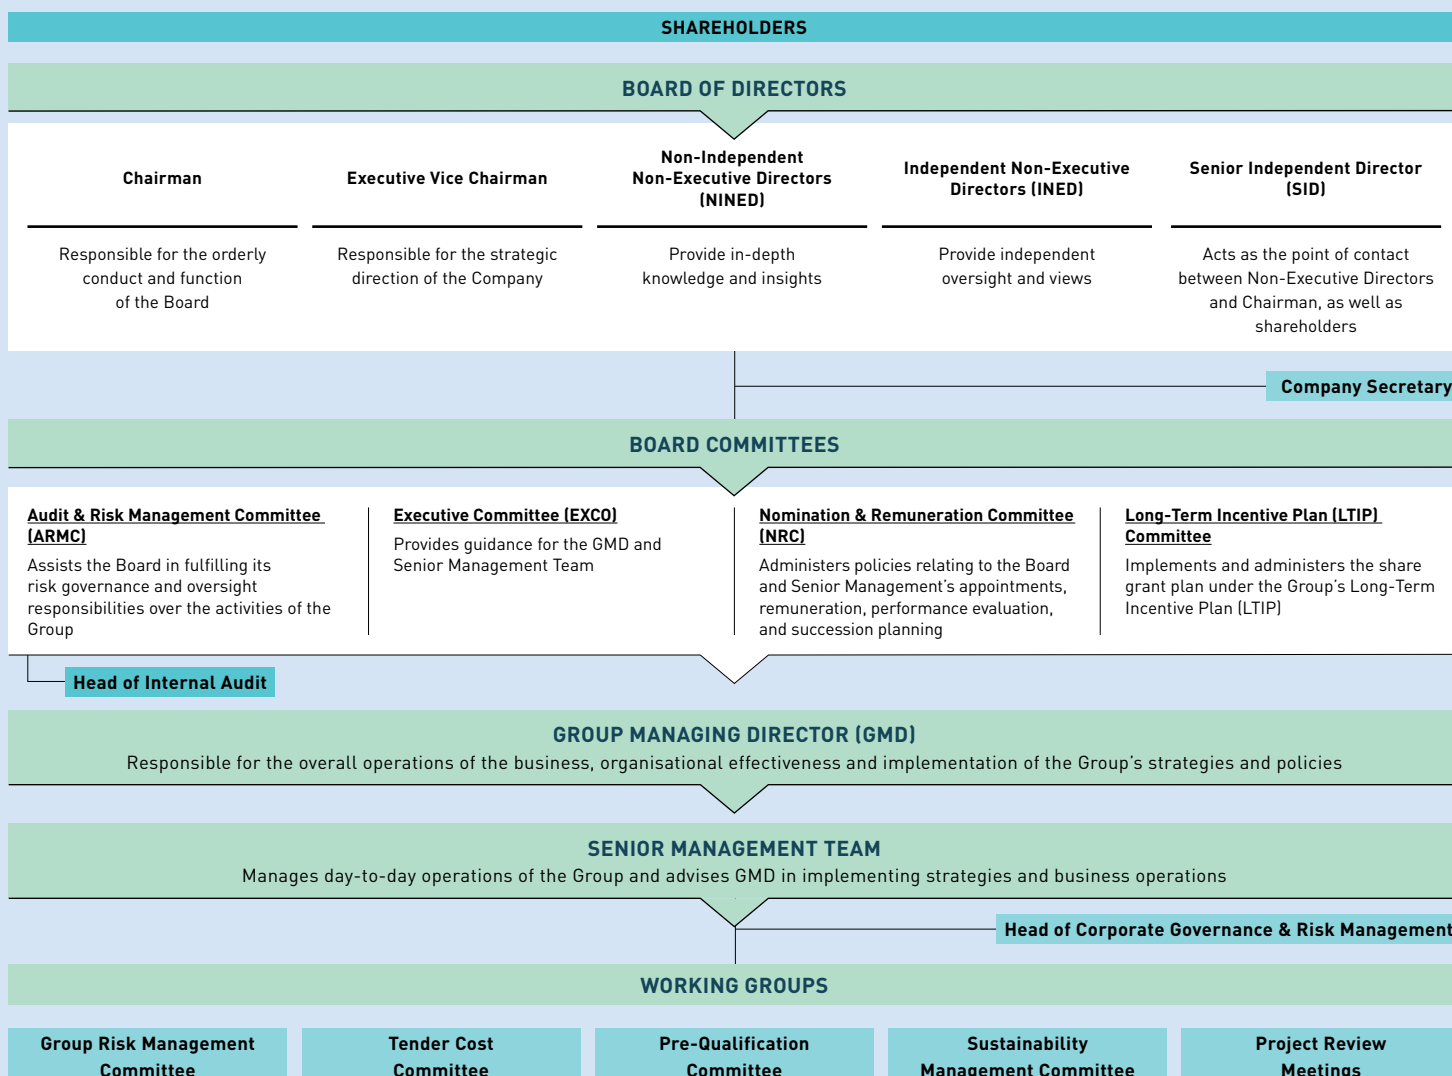 SHAREHOLDERS
BOARD OF DIRECTORS
Chairman
Responsible for the orderly
conduct and function
of the Board
Executive Vice Chairman
Responsible for the strategic
direction of the Company
Non-Independent
Non-Executive Directors
(NINED)
Provide in-depth
knowledge and insights
Independent Non-Executive
Directors (INED)
Provide independent
oversight and views
Senior Independent Director
(SID)
Acts as the point of contact
between Non-Executive Directors
and Chairman, as well as
shareholders
Company Secretary
BOARD COMMITTEES
Audit & Risk Management Committee
(ARMC)
Assists the Board in fulfilling its
risk governance and oversight
responsibilities over the activities of the
Group
Executive Committee (EXCO)
Provides guidance for the GMD and
Senior Management Team
Nomination & Remuneration Committee
(NRC)
Administers policies relating to the Board
and Senior Management's appointments,
remuneration, performance evaluation,
and succession planning
Long-Term Incentive Plan (LTIP)
Committee
Implements and administers the share
grant plan under the Group's Long-Term
Incentive Plan (LTIP)
Head of Internal Audit
GROUP MANAGING DIRECTOR (GMD)
Responsible for the overall operations of the business, organisational effectiveness and implementation of the Group's strategies and policies
SENIOR MANAGEMENT TEAM
Manages day-to-day operations of the Group and advises GMD in implementing strategies and business operations
Head of Corporate Governance & Risk Management
WORKING GROUPS
Group Risk Management
Committee
Tender Cost
Committee
Pre-Qualification
Committee
Sustainability
Management Committee
Project Review
Meetings